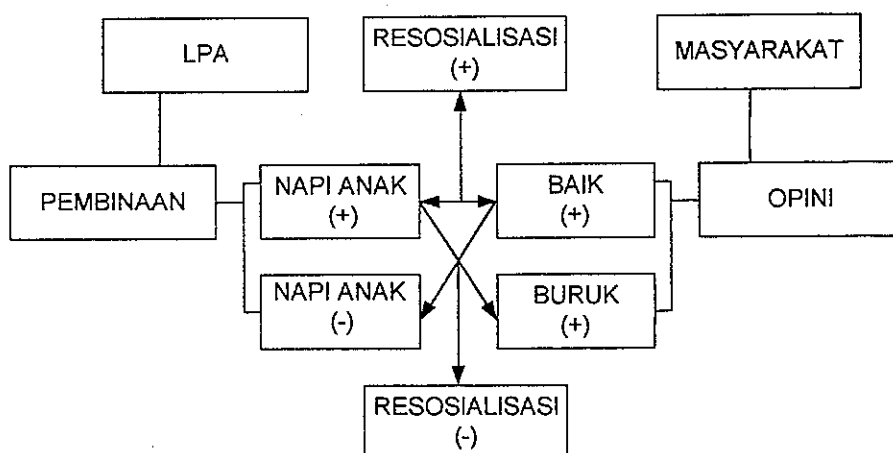 LPA
RESOSIALISASI
(+)
MASYARAKAT
PEMBINAAN
NAPI ANAK
(+)
BAIK
(+)
OPINI
NAPI ANAK
(-)
BURUK
(+)
RESOSIALISASI
(-)